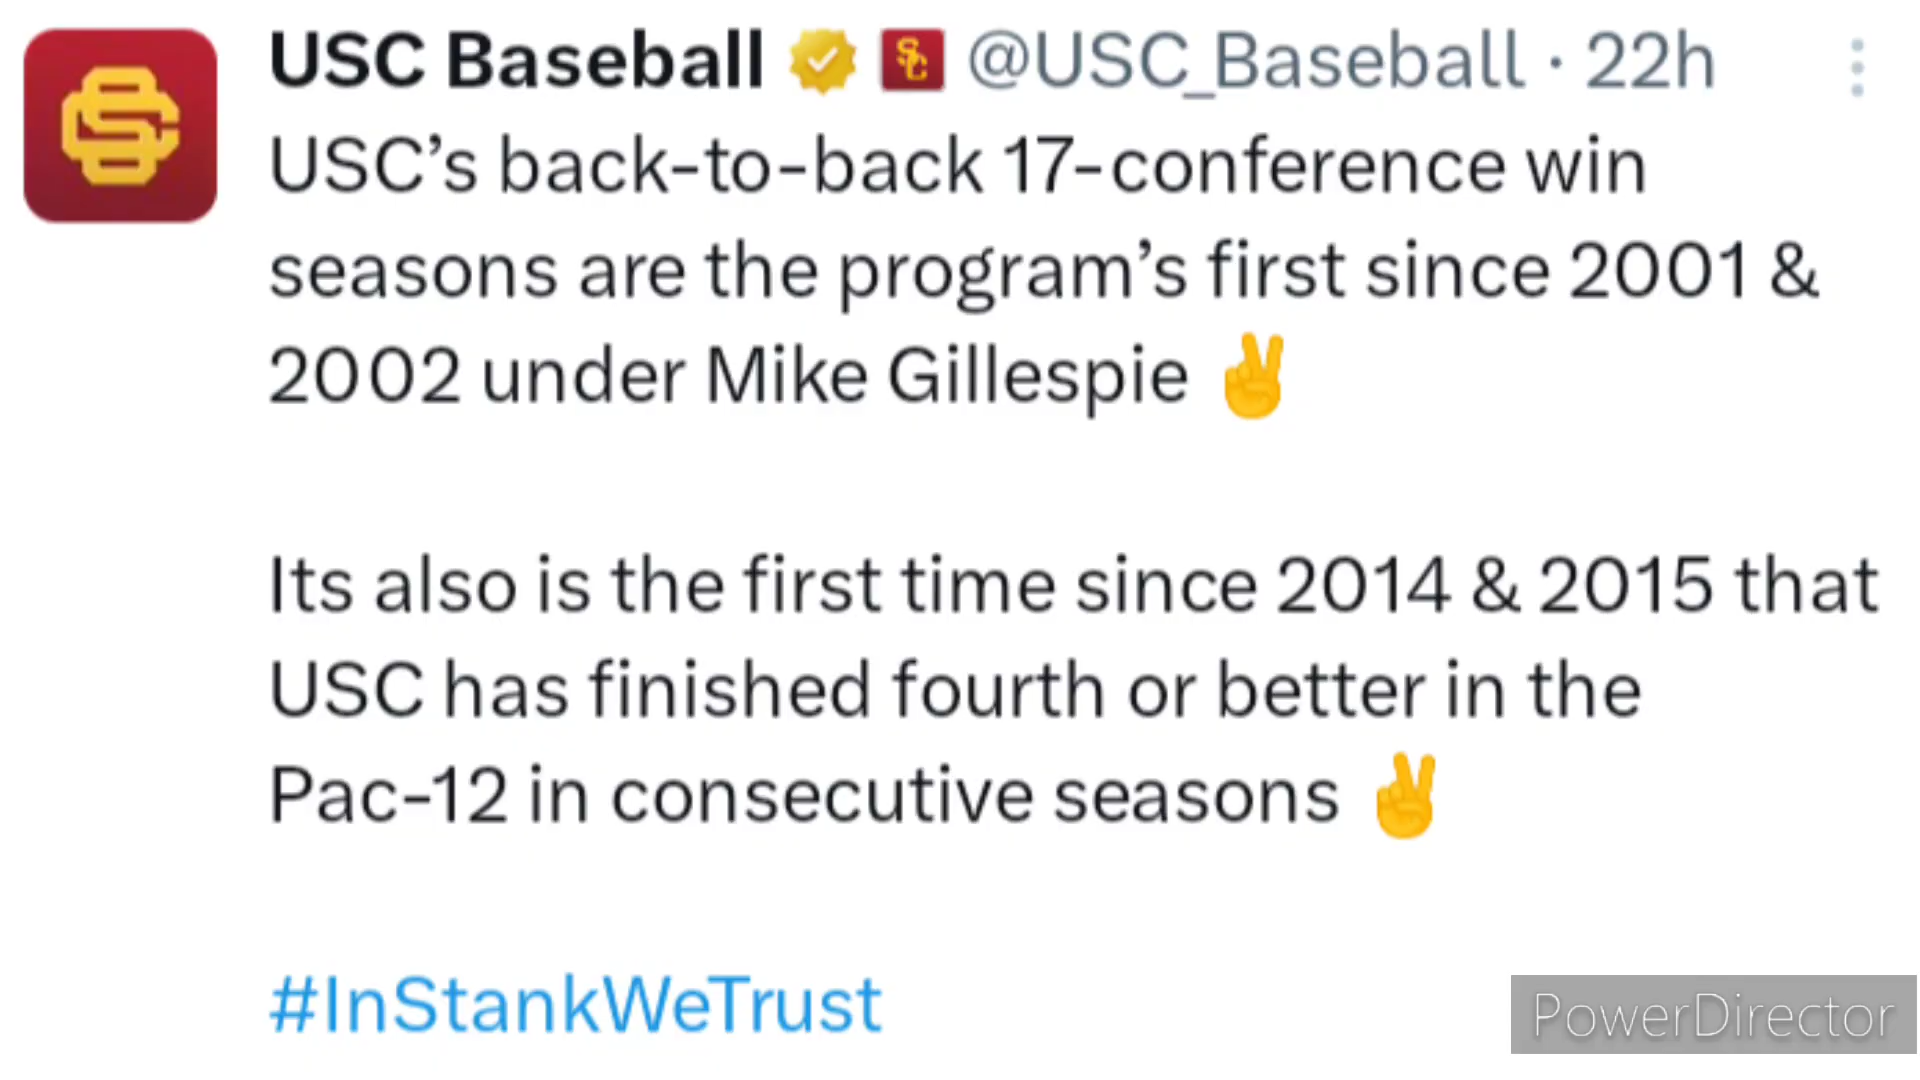 USC Baseball @USC_Baseball · 22h
USC’s back-to-back 17-conference win
seasons are the program’s first since 2001 &
2002 under Mike Gillespie ✌️
Its also is the first time since 2014 & 2015 that
USC has finished fourth or better in the
Pac-12 in consecutive seasons ✌️
#InStankWeTrust
PowerDirector